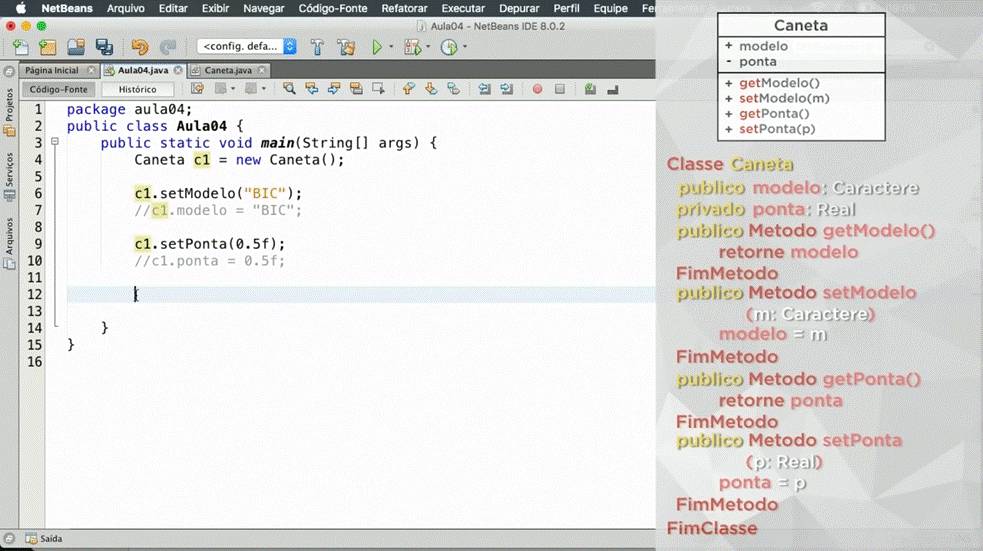 NetBeans Arquivo Editar Exibir Navegar Código-Fonte Refatorar Executar Depurar Perfil Equipe
Aula04 - NetBeans IDE 8.0.2
<config. defa...
Página Inicial Aula04.java Caneta.java
Código-Fonte Histórico
Projetos
Serviços
Arquivos
1 package aula04;
2 public class Aula04 {
3 public static void main(String[] args) {
4 Caneta c1 = new Caneta();
5
6 c1.setModelo("BIC");
7 //c1.modelo = "BIC";
8
9 c1.setPonta(0.5f);
10 //c1.ponta = 0.5f;
11
12
13
14 }
15 }
16
Saída
Caneta
+ modelo
- ponta
+ getModelo()
+ setModelo(m)
+ getPonta()
+ setPonta(p)
Classe Caneta
publico modelo: Caractere
privado ponta: Real
publico Metodo getModelo()
retorne modelo
FimMetodo
publico Metodo setModelo
(m: Caractere)
modelo = m
FimMetodo
publico Metodo getPonta()
retorne ponta
FimMetodo
publico Metodo setPonta
(p: Real)
ponta = p
FimMetodo
FimClasse